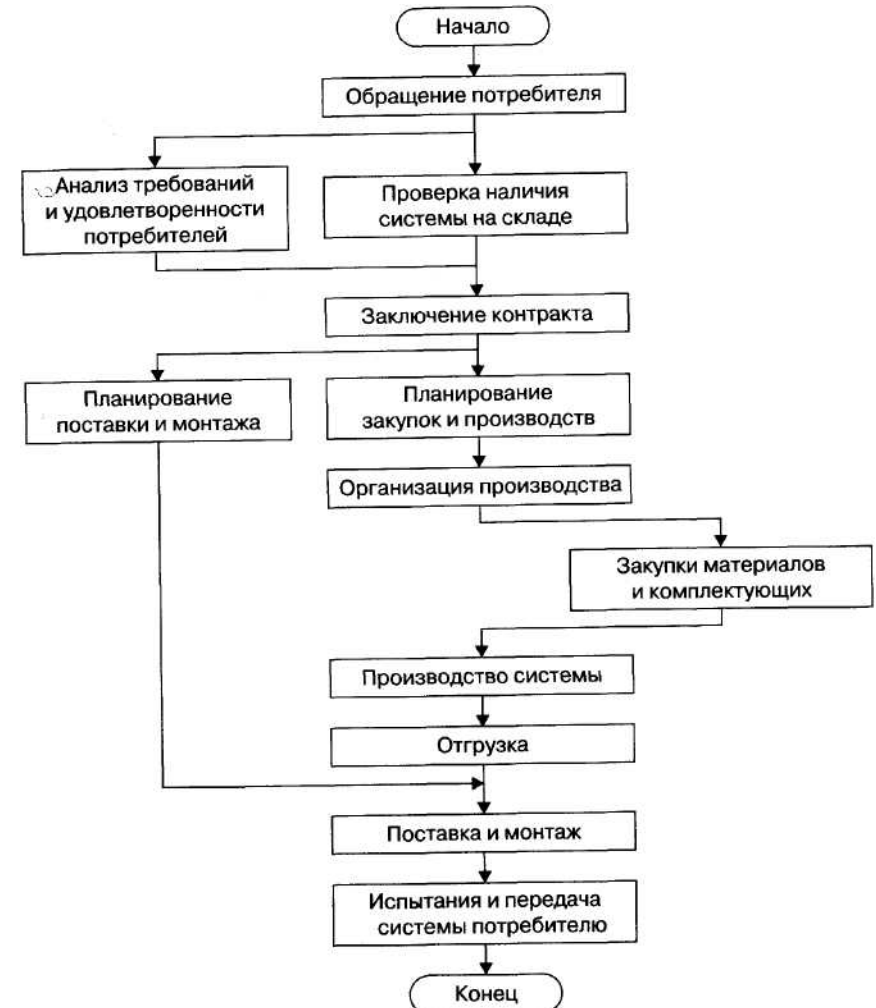 Начало
Обращение потребителя
Анализ требований
и удовлетворенности
потребителей
Проверка наличия
системы на складе
Заключение контракта
Планирование
поставки и монтажа
Планирование
закупок и производств
Организация производства
Закупки материалов
и комплектующих
Производство системы
Отгрузка
Поставка и монтаж
Испытания и передача
системы потребителю
Конец